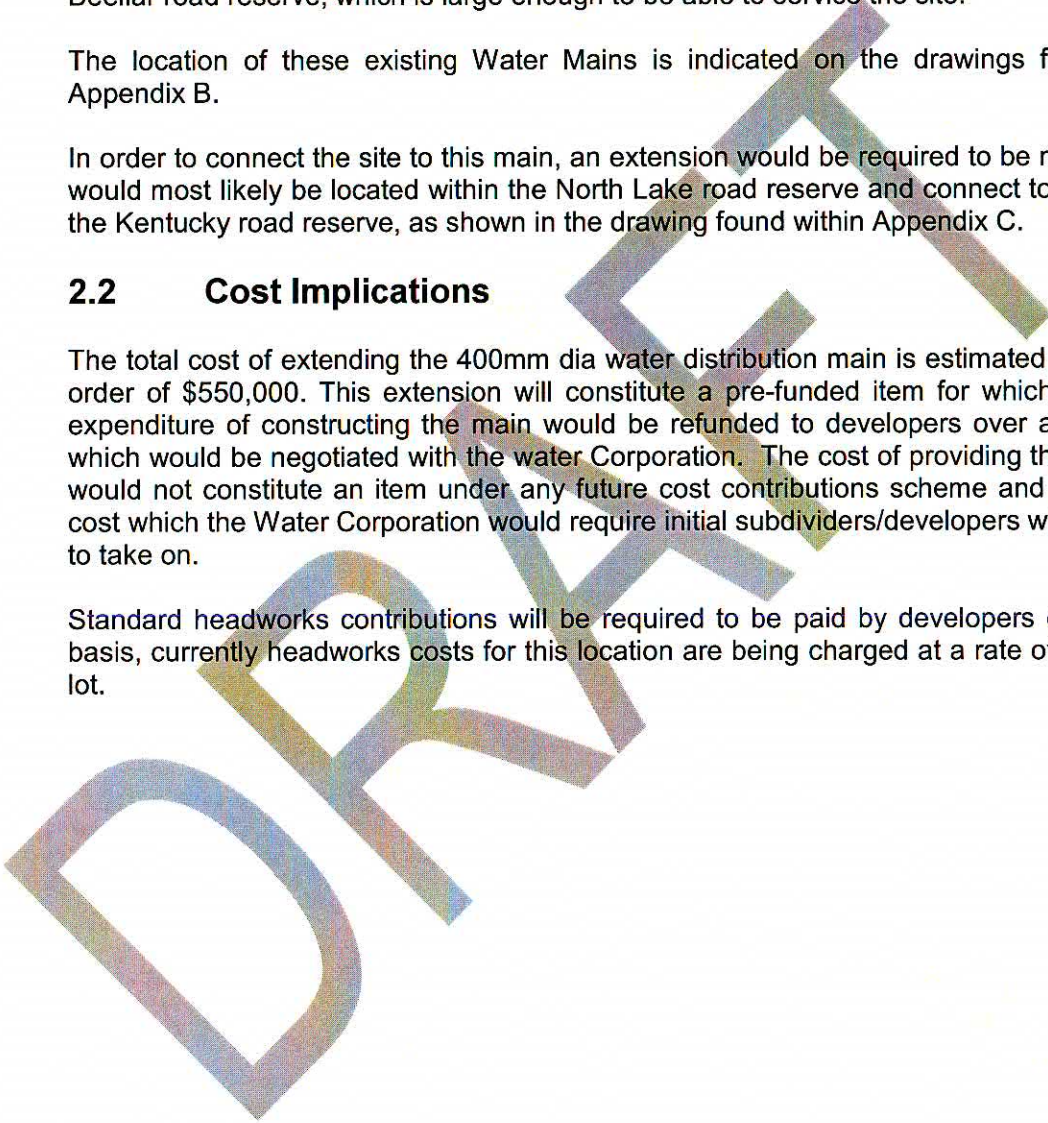 road reserve, which is large enough to be able to service the site.
The location of these existing Water Mains is indicated on the drawings
Appendix B.
In order to connect the site to this main, an extension would be required to be
would most likely be located within the North Lake road reserve and connect to
the Kentucky road reserve, as shown in the drawing found within Appendix C.
2.2 Cost Implications
The total cost of extending the 400mm dia water distribution main is estimated
order of $550,000. This extension will constitute a pre-funded item for which
expenditure of constructing the main would be refunded to developers over a
which would be negotiated with the water Corporation. The cost of providing
would not constitute an item under any future cost contributions scheme and
cost which the Water Corporation would require initial subdividers/developers
to take on.
Standard headworks contributions will be required to be paid by developers
basis, currently headworks costs for this location are being charged at a rate
lot.
DRAFT